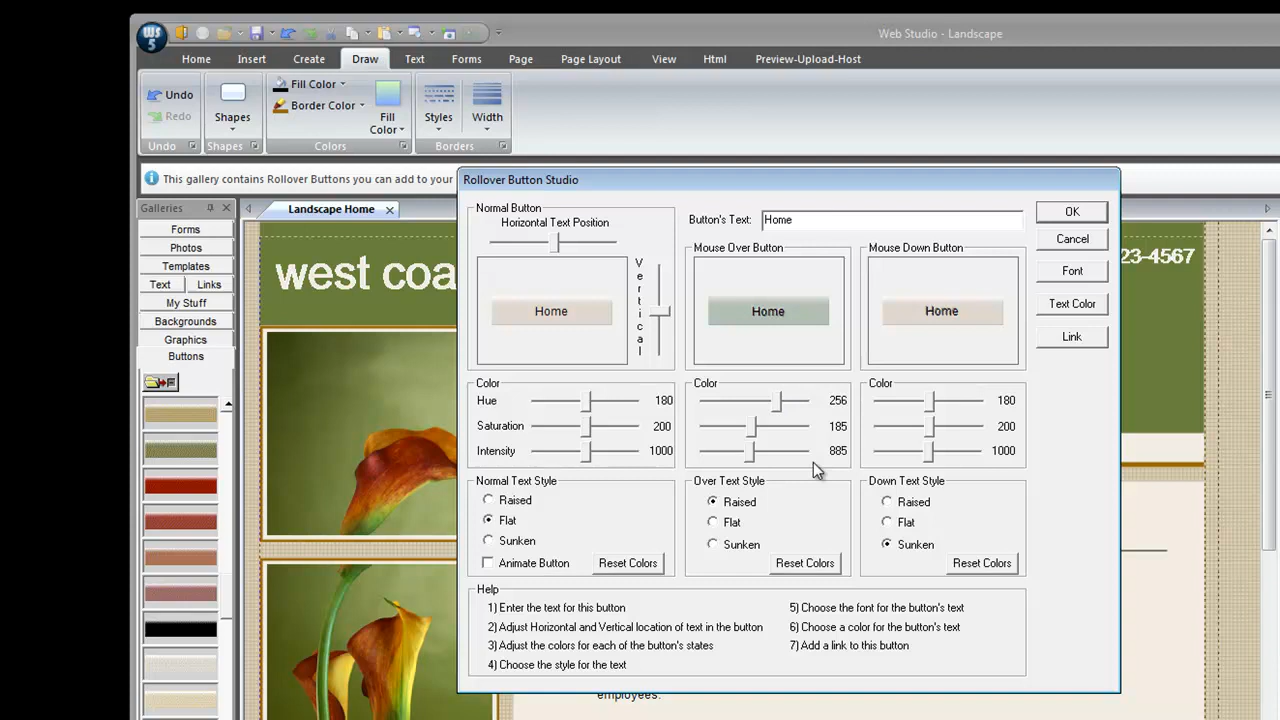 WS
5
Web Studio - Landscape
Home Insert Create Draw Text Forms Page Page Layout View Html Preview-Upload-Host
Undo
Redo
Undo
Shapes
Shapes
Fill Color
Border Color
Fill
Color
Colors
Styles
Width
Borders
This gallery contains Rollover Buttons you can add to your
Galleries
Forms
Photos
Templates
Text Links
My Stuff
Backgrounds
Graphics
Buttons
Landscape Home
west coa
23-4567
employees.
Rollover Button Studio
Normal Button
Horizontal Text Position
Vertical
Home
Button's Text: Home
Mouse Over Button
Home
Mouse Down Button
Home
OK
Cancel
Font
Text Color
Link
Color
Hue 180
Saturation 200
Intensity 1000
Color
256
185
885
Color
180
200
1000
Normal Text Style
Raised
Flat
Sunken
Animate Button Reset Colors
Over Text Style
Raised
Flat
Sunken
Reset Colors
Down Text Style
Raised
Flat
Sunken
Reset Colors
Help
1) Enter the text for this button
2) Adjust Horizontal and Vertical location of text in the button
3) Adjust the colors for each of the button's states
4) Choose the style for the text
5) Choose the font for the button's text
6) Choose a color for the button's text
7) Add a link to this button